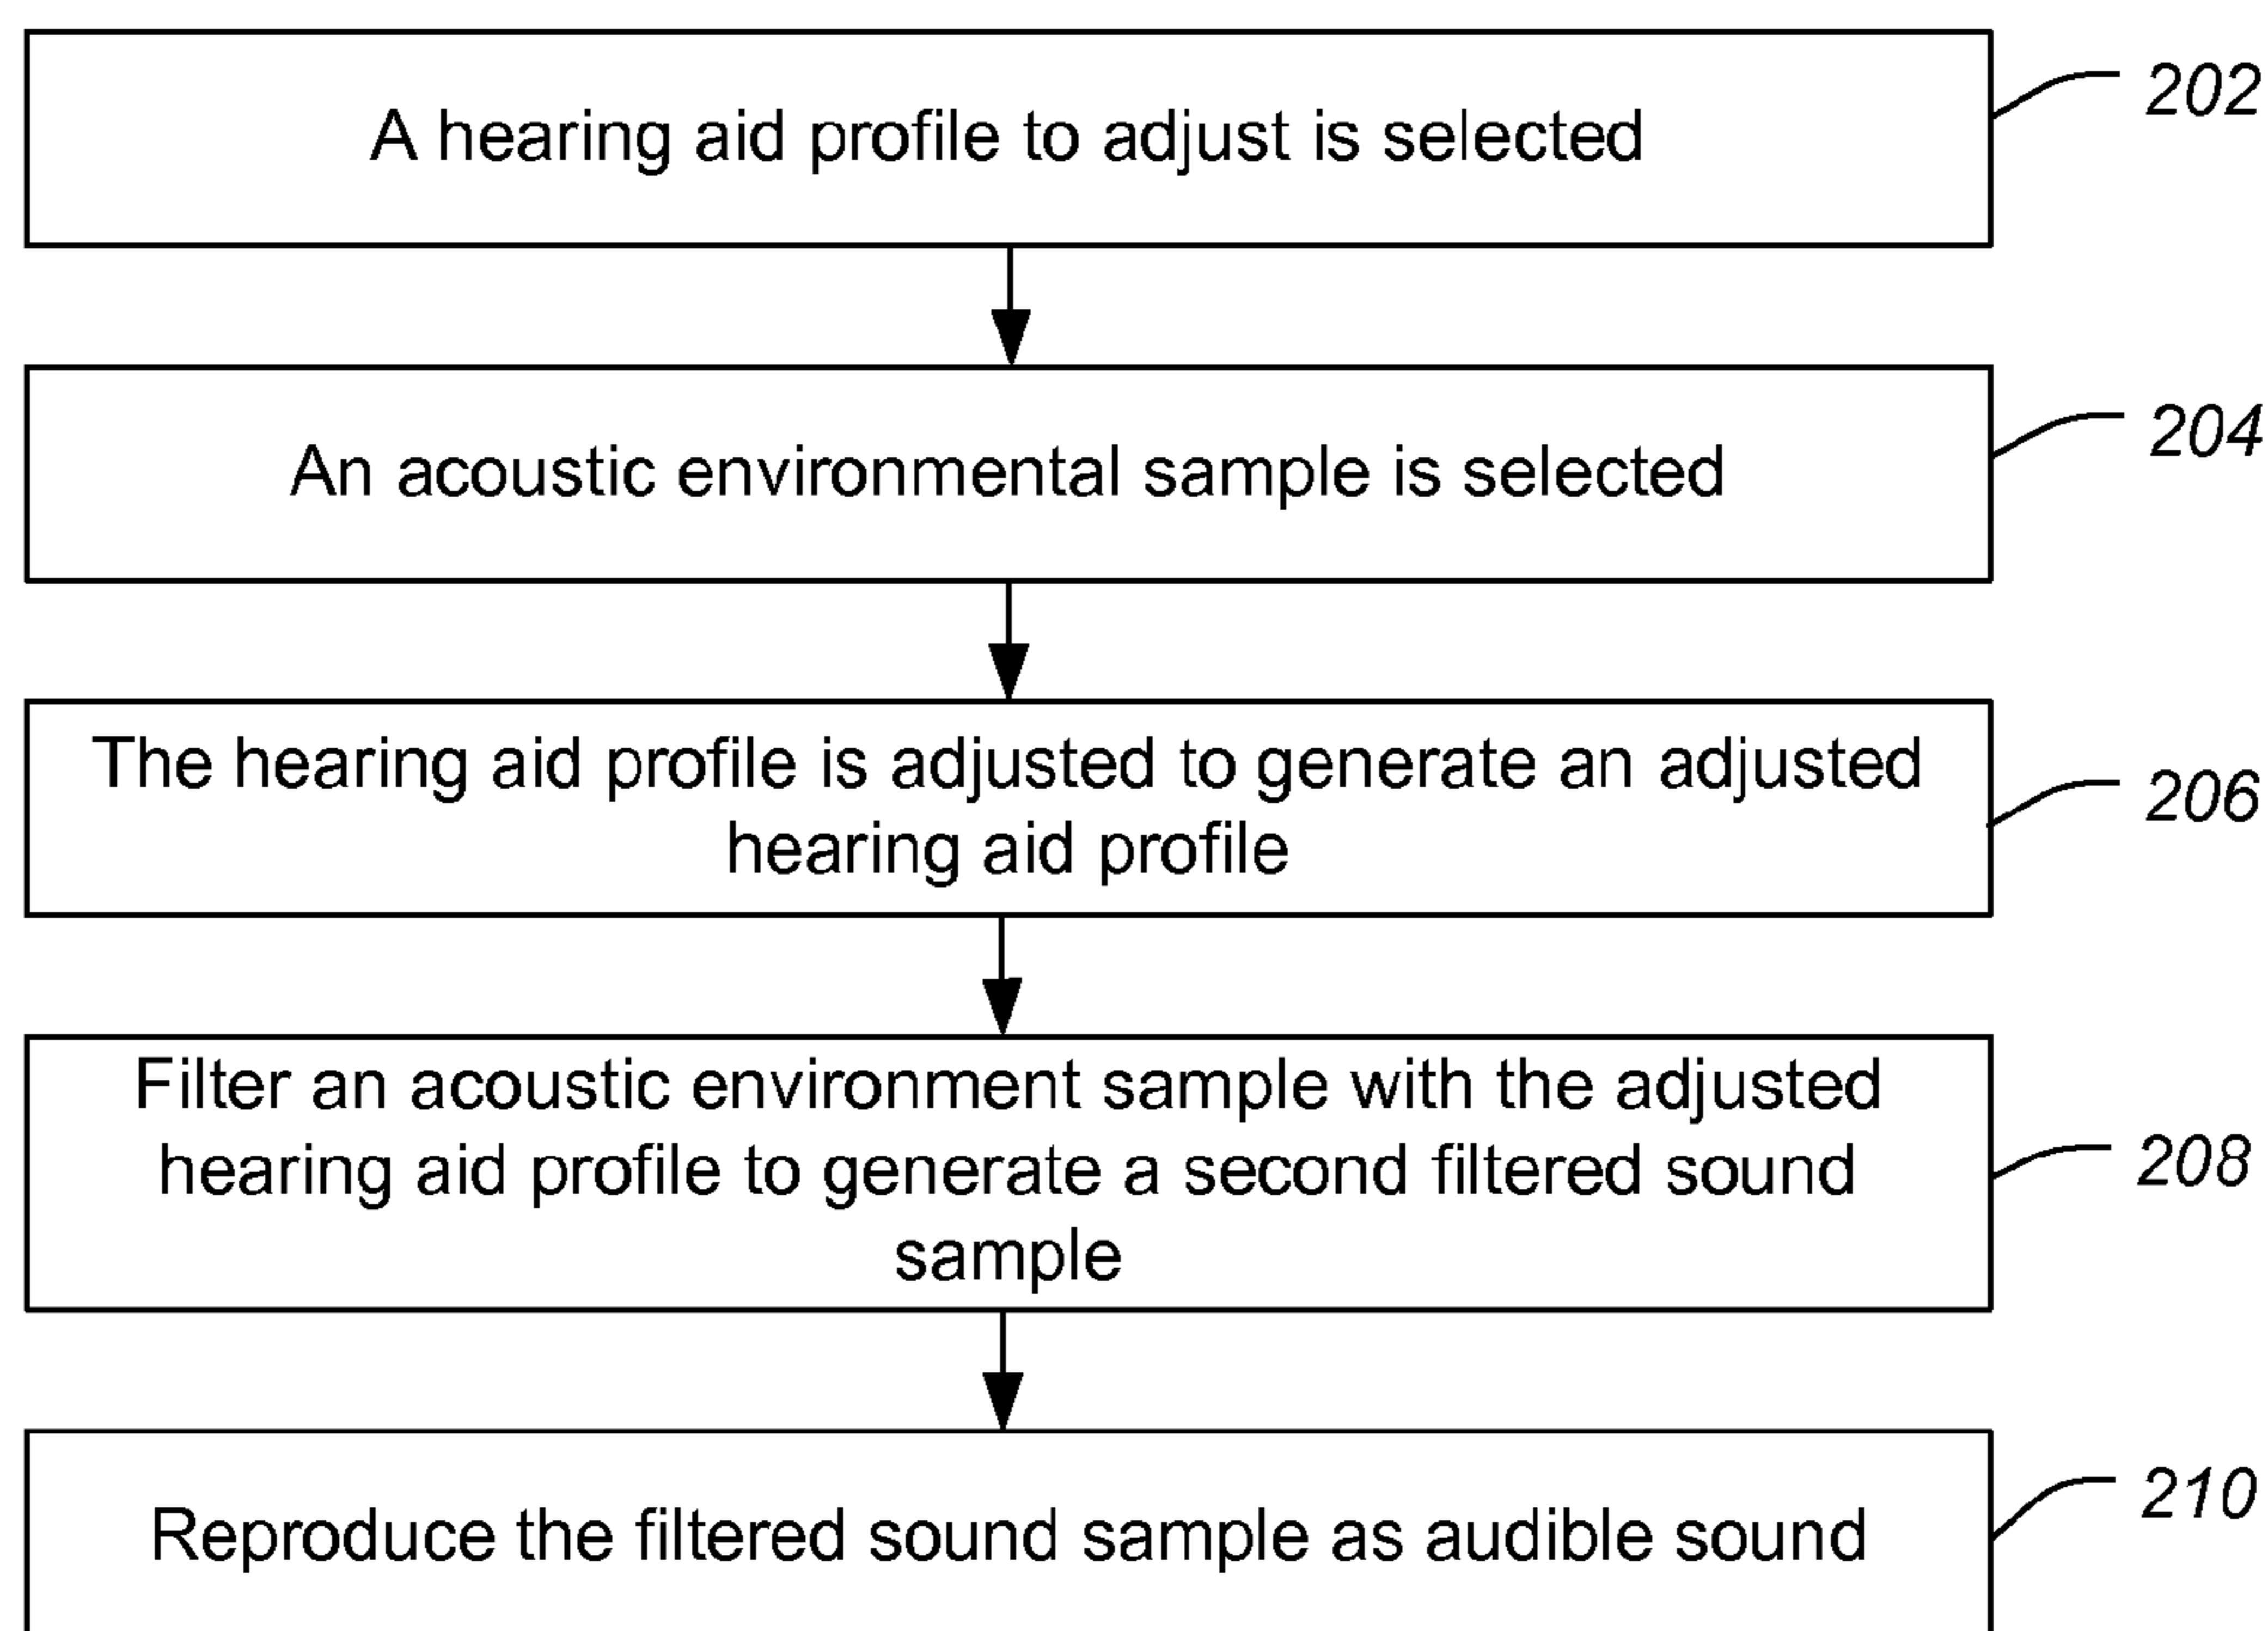 A hearing aid profile to adjust is selected
202
An acoustic environmental sample is selected
204
The hearing aid profile is adjusted to generate an adjusted
hearing aid profile
206
Filter an acoustic environment sample with the adjusted
hearing aid profile to generate a second filtered sound
sample
208
Reproduce the filtered sound sample as audible sound
210